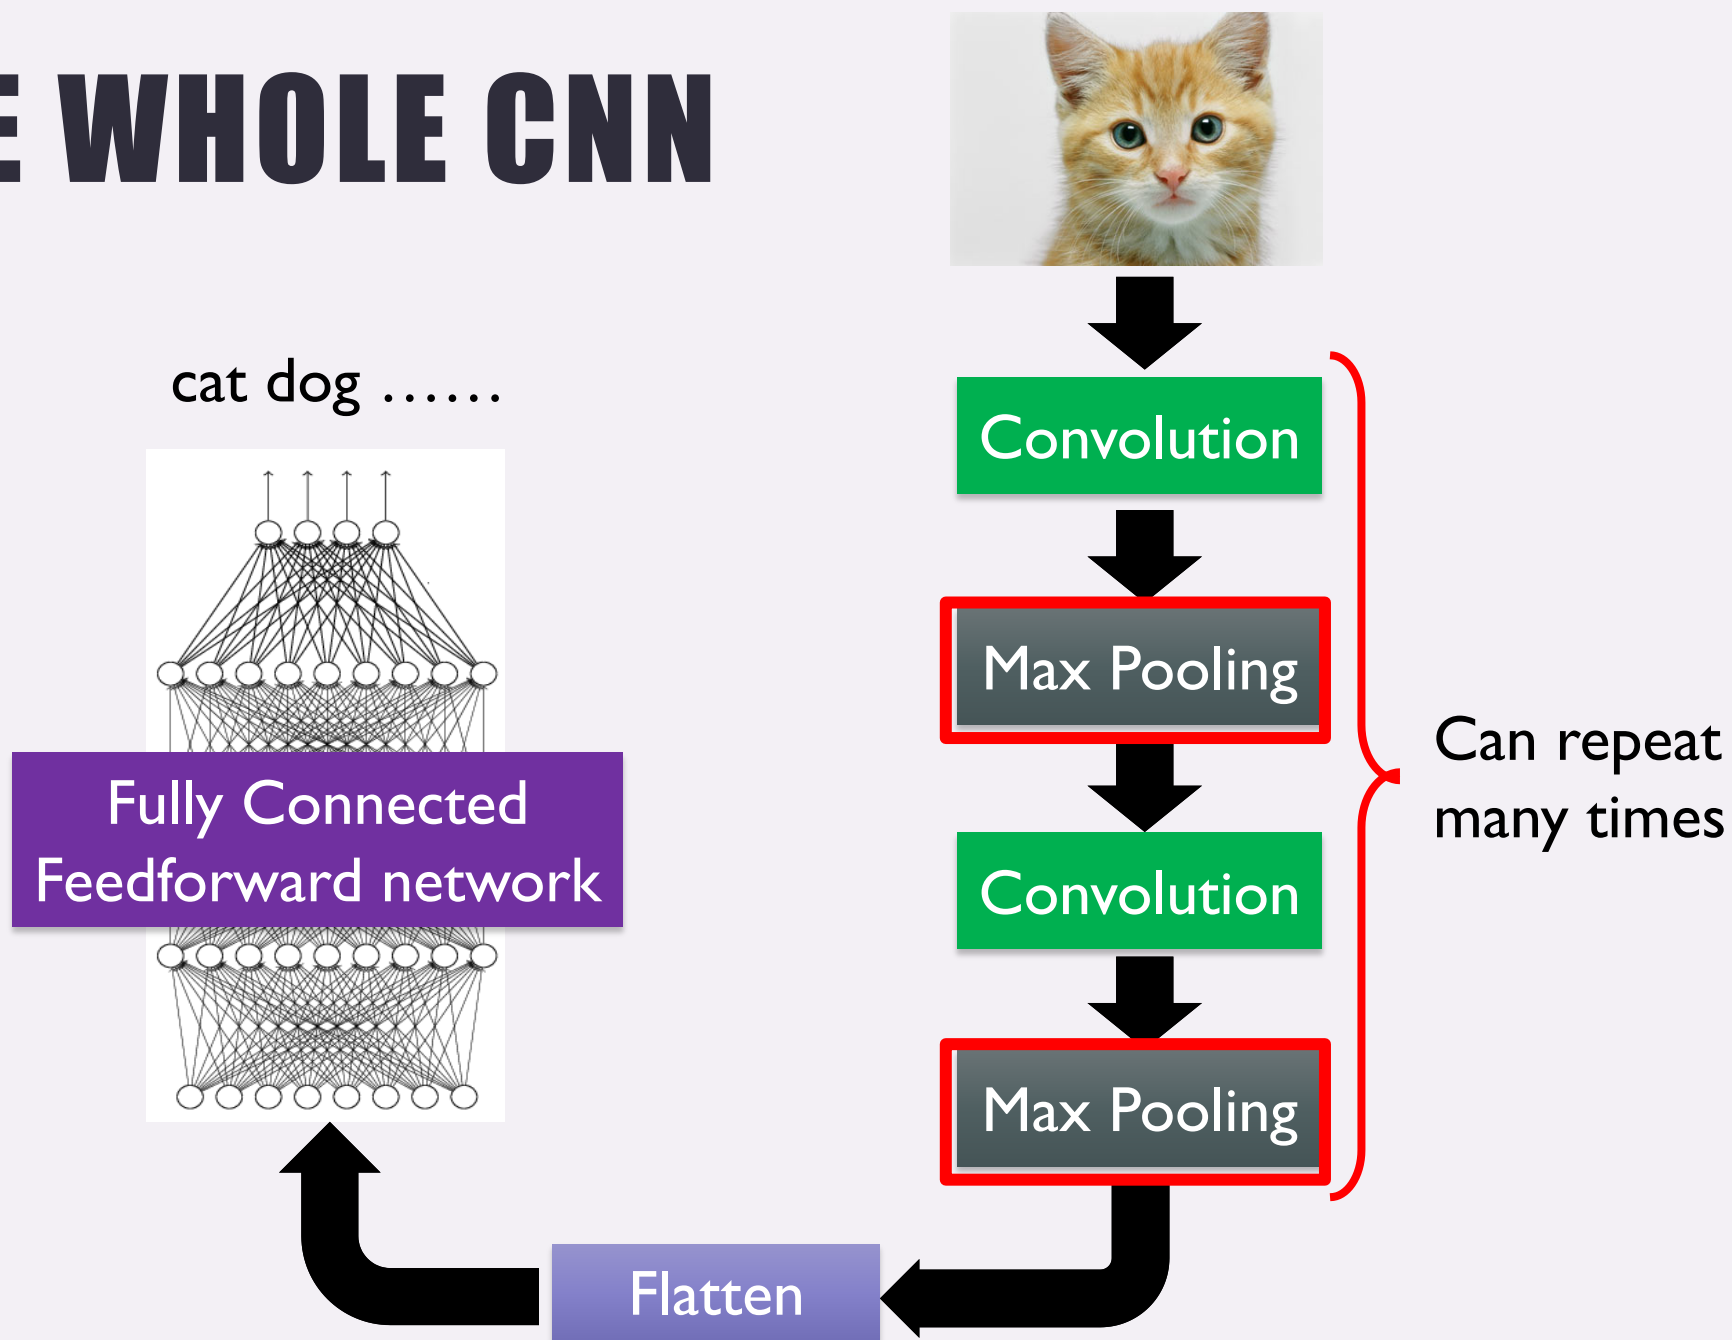 E WHOLE CNN
cat dog ……
Convolution
Max Pooling
Convolution
Max Pooling
Can repeat
many times
Fully Connected
Feedforward network
Flatten